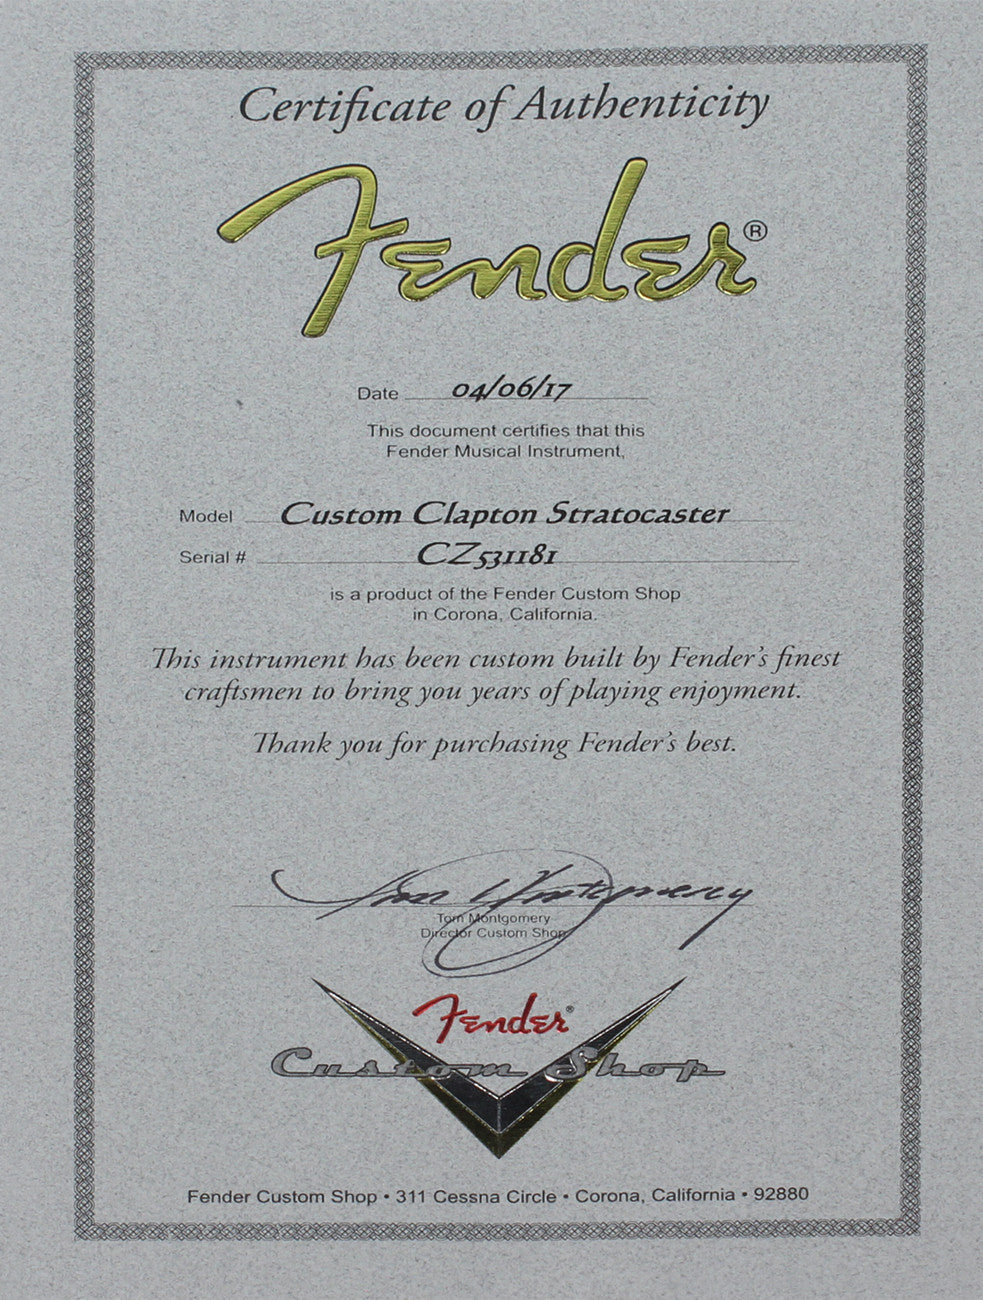 Certificate of Authenticity
Fender®
Date 04/06/17
This document certifies that this
Fender Musical Instrument,
Model Custom Clapton Stratocaster
Serial # CZ531181
is a product of the Fender Custom Shop
in Corona, California.
This instrument has been custom built by Fender's finest
craftsmen to bring you years of playing enjoyment.
Thank you for purchasing Fender's best.
Tom Montgomery
Tom Montgomery
Director Custom Shop
Fender®
Custom Shop
Fender Custom Shop • 311 Cessna Circle • Corona, California • 92880